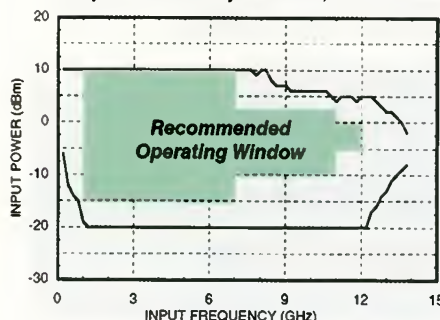 20
10
0
-10
-20
-30
INPUT POWER (dBm)
Recommended
Operating Window
0 3 6 9 12 15
INPUT FREQUENCY (GHz)